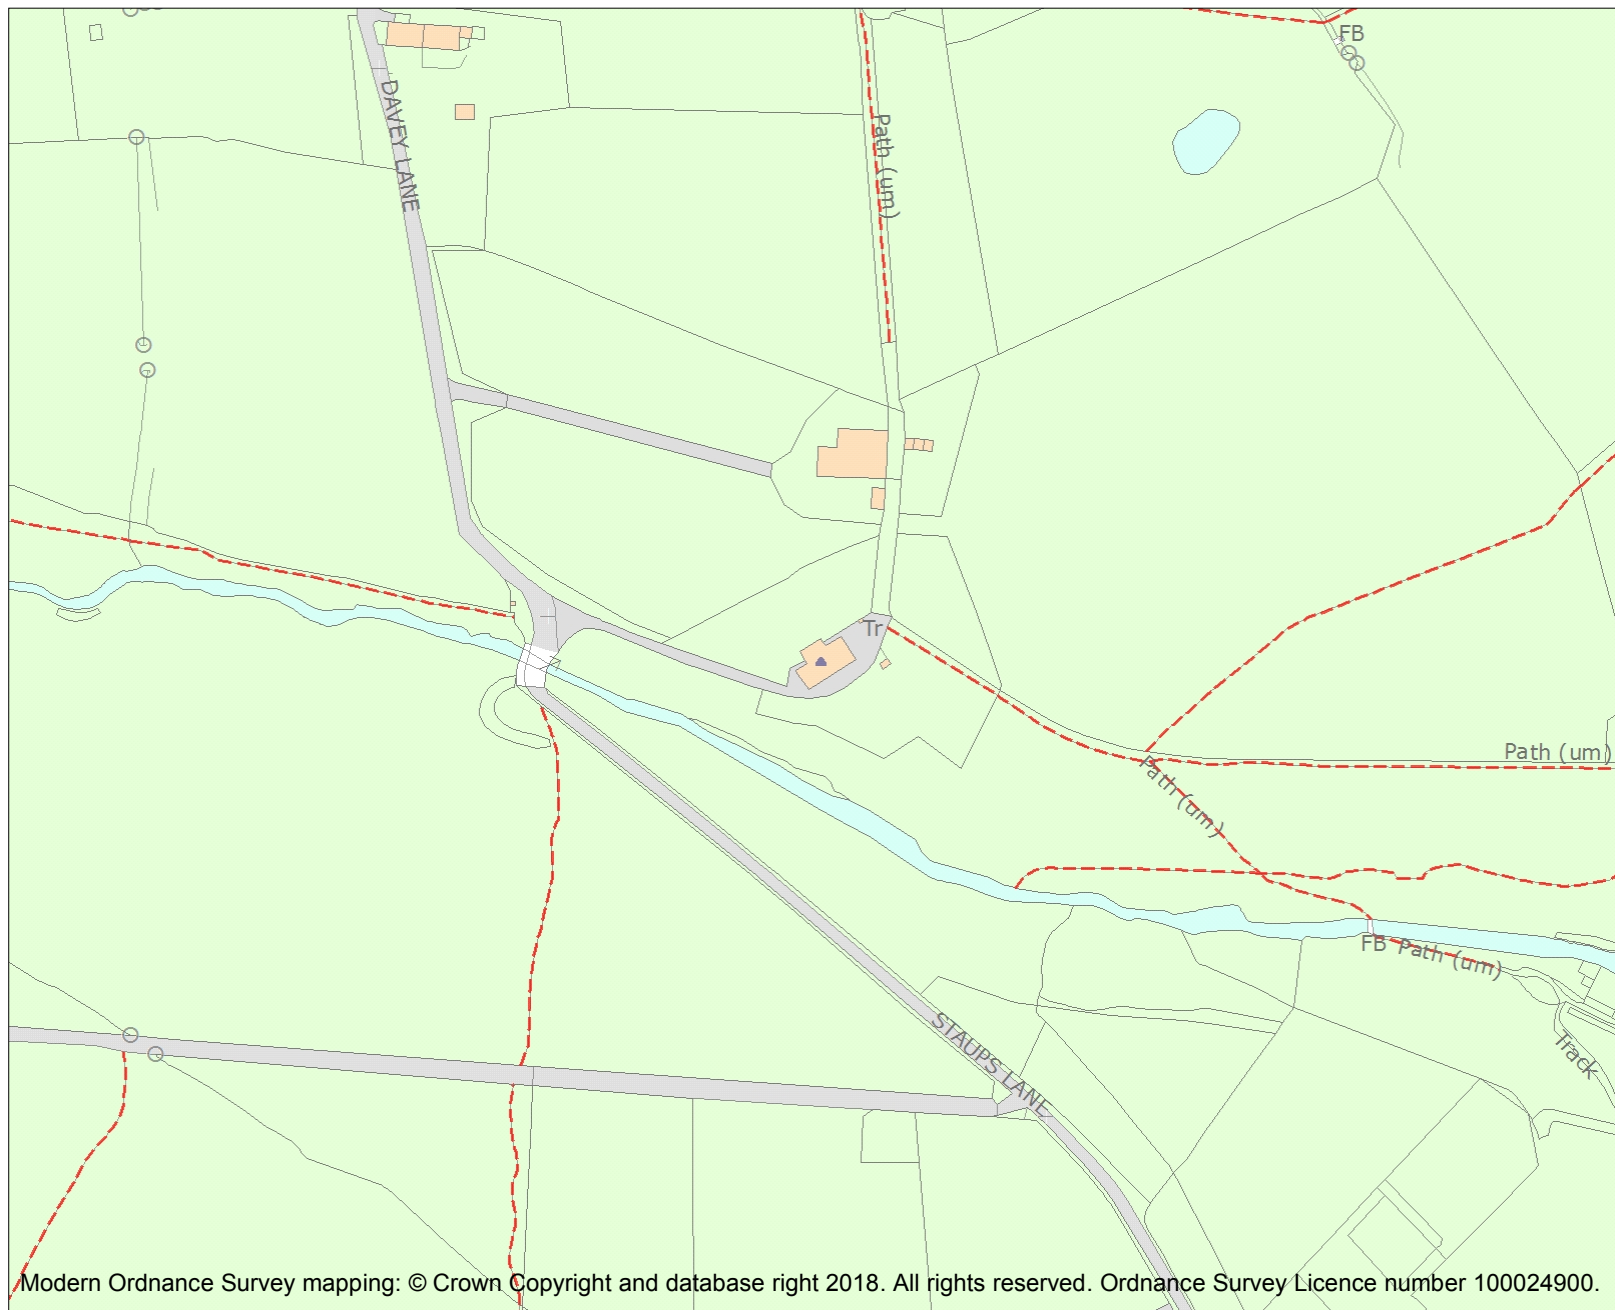 FB
DAVEY LANE
Path (um)
Tr
Path (um)
Path (um)
FB Path (um)
STAUPS LANE
Track
Modern Ordnance Survey mapping: © Crown Copyright and database right 2018. All rights reserved. Ordnance Survey Licence number 100024900.